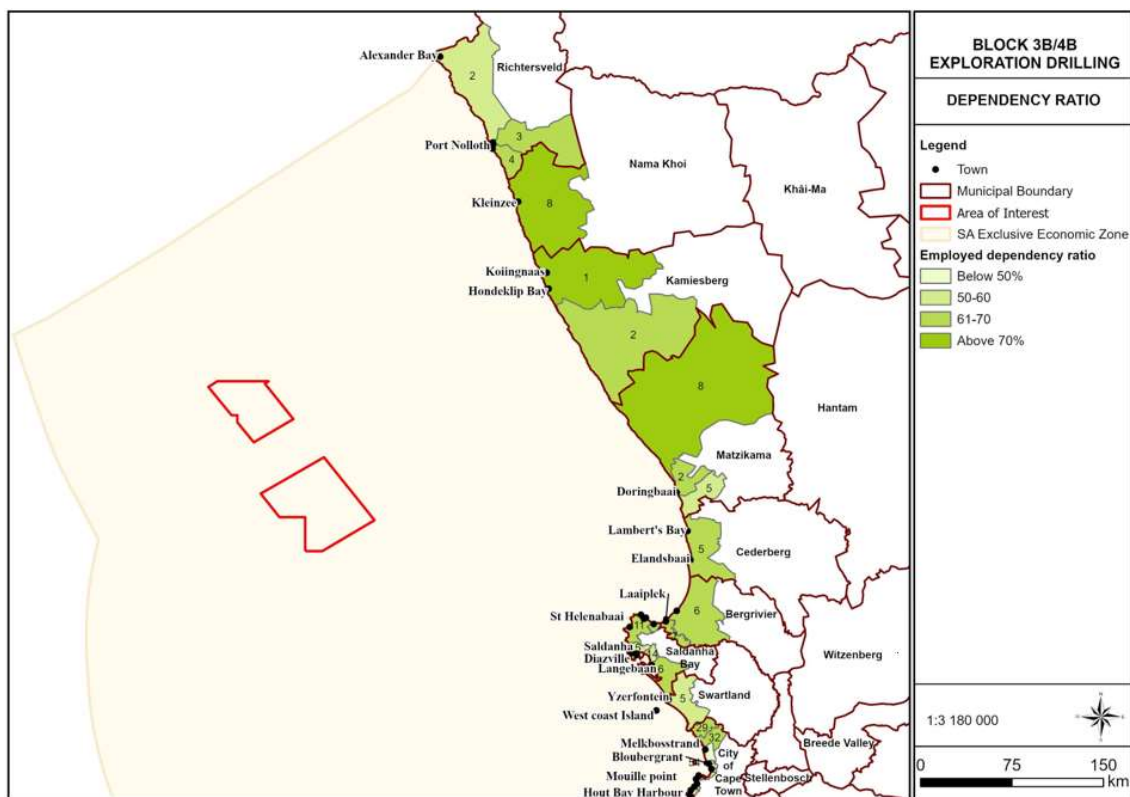 Alexander Bay
Richtersveld
2
3
Port Nolloth
4
Nama Khoi
Khâi-Ma
Kleinzee
8
Koiingnaas
1
Kamiesberg
Hondeklip Bay
2
8
Hantam
Matzikama
2
5
Doringbaai
Lambert's Bay
5
Cederberg
Elandsbaai
Laaiplek
6
Bergrivier
St Helenabaai
11
Saldanha
Saldanha
Bay
Witzenberg
Diazville
Langebaan
6
Yzerfontein
5
Swartland
West coast Island
29
32
Melkbosstrand
City
of
Cape
Town
Breede Valley
Bloubergrant
Mouille point
Stellenbosch
Hout Bay Harbour
BLOCK 3B/4B
EXPLORATION DRILLING
DEPENDENCY RATIO
Legend
Town
Municipal Boundary
Area of Interest
SA Exclusive Economic Zone
Employed dependency ratio
Below 50%
50-60
61-70
Above 70%
1:3 180 000
0 75 150
km